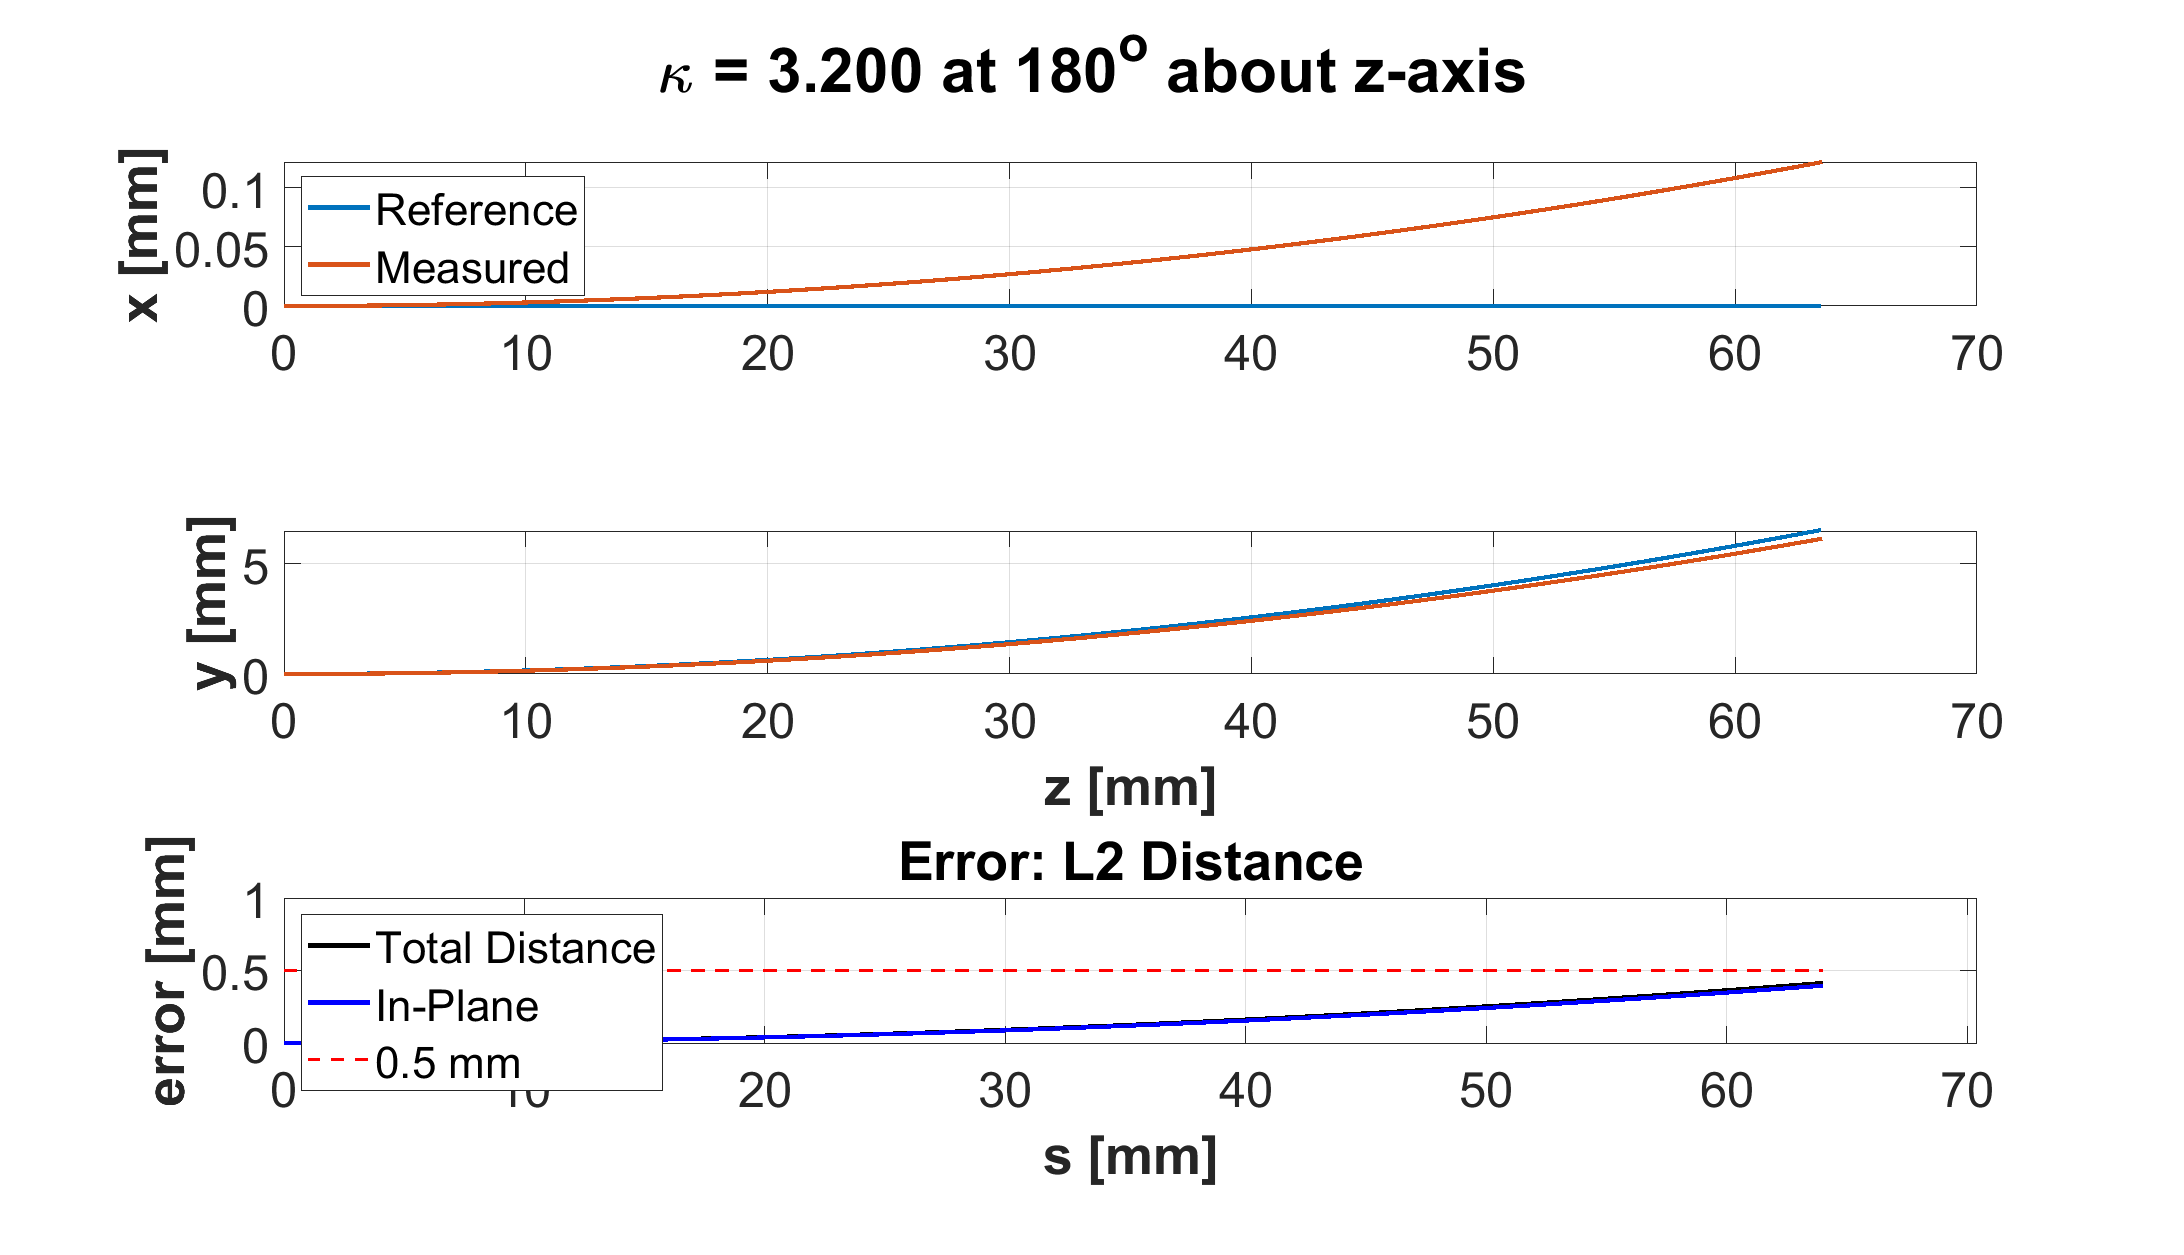 κ = 3.200 at 180° about z-axis
x [mm]
0.1
0.05
0
Reference
Measured
0 10 20 30 40 50 60 70
y [mm]
5
0
0 10 20 30 40 50 60 70
z [mm]
Error: L2 Distance
error [mm]
1
0.5
0
Total Distance
In-Plane
0.5 mm
0 10 20 30 40 50 60 70
s [mm]